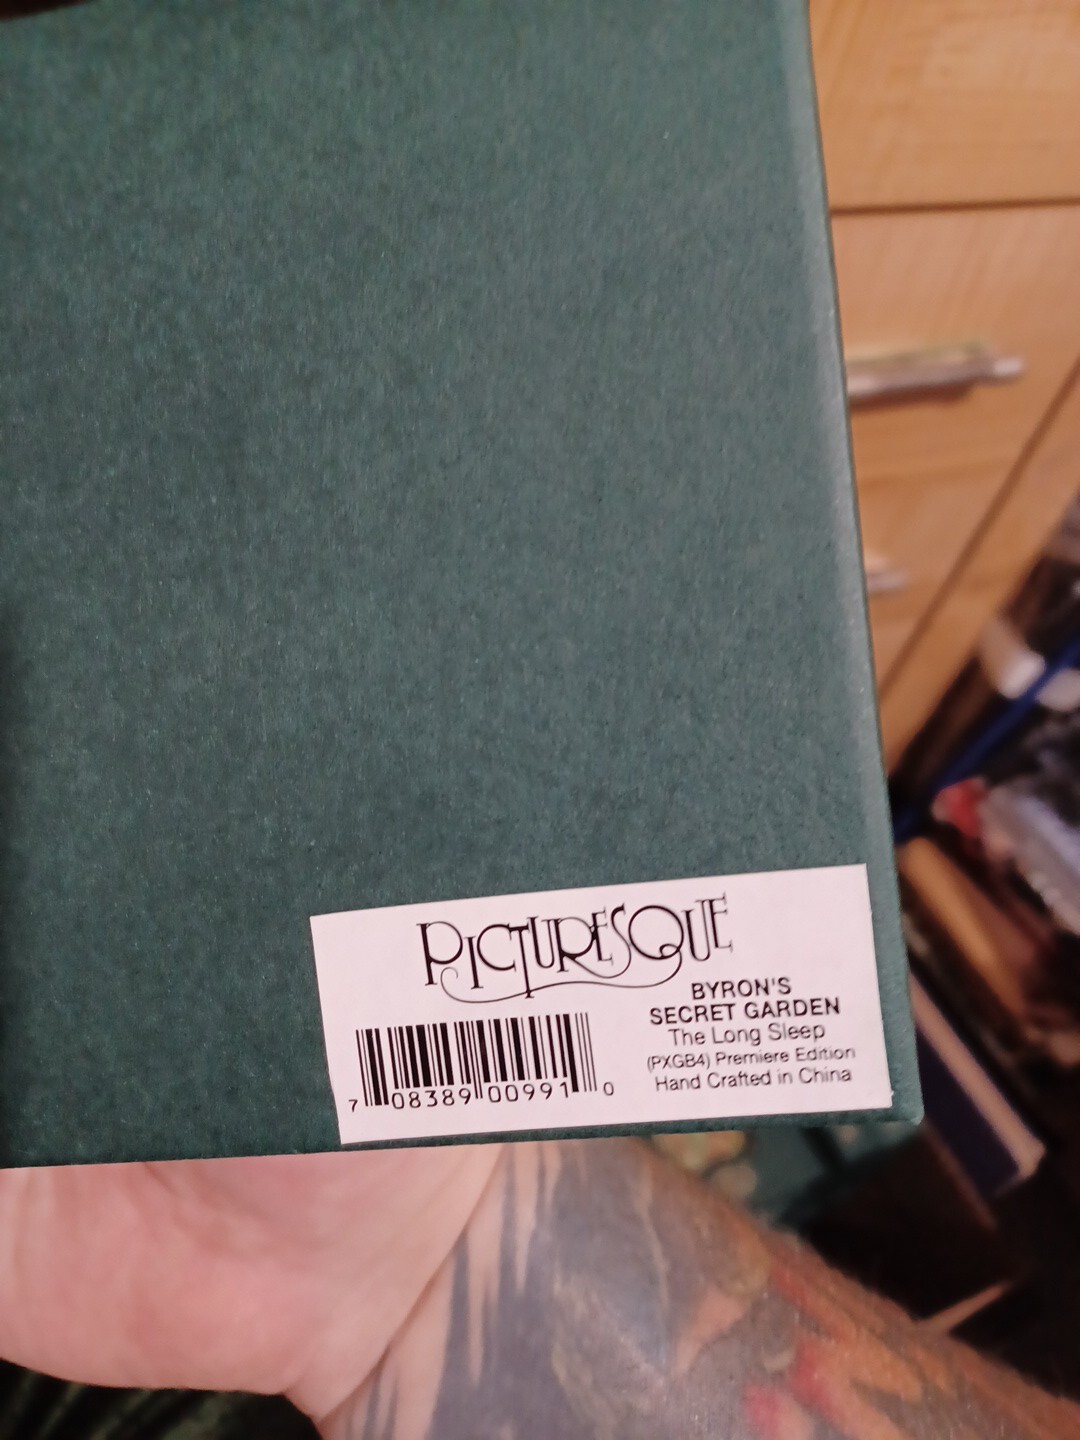 PICTURESQUE
BYRON'S
SECRET GARDEN
The Long Sleep
(PXGB4) Premiere Edition
Hand Crafted in China
7 08389 00991 0